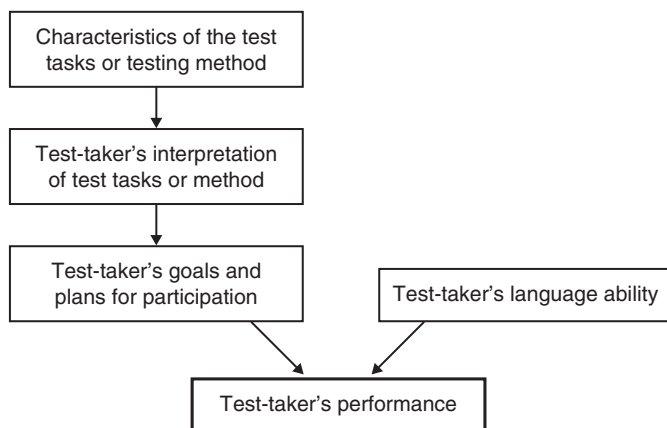 Characteristics of the test
tasks or testing method
Test-taker’s interpretation
of test tasks or method
Test-taker’s goals and
plans for participation
Test-taker’s language ability
Test-taker’s performance